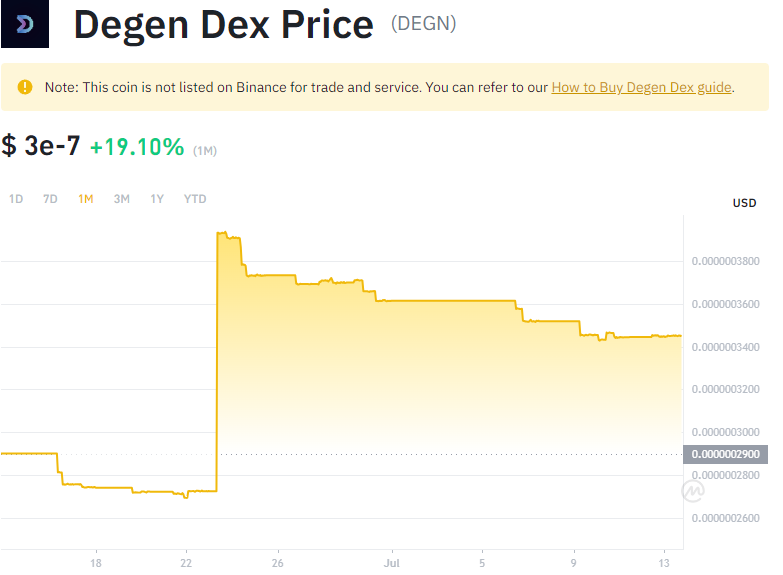 Degen Dex Price (DEGN)
Note: This coin is not listed on Binance for trade and service. You can refer to our How to Buy Degen Dex guide.
$ 3e-7 +19.10% (1M)
1D 7D 1M 3M 1Y YTD
USD
0.0000003800
0.0000003600
0.0000003400
0.0000003200
0.0000003000
0.0000002900
0.0000002800
0.0000002600
18 22 26 Jul 5 9 13